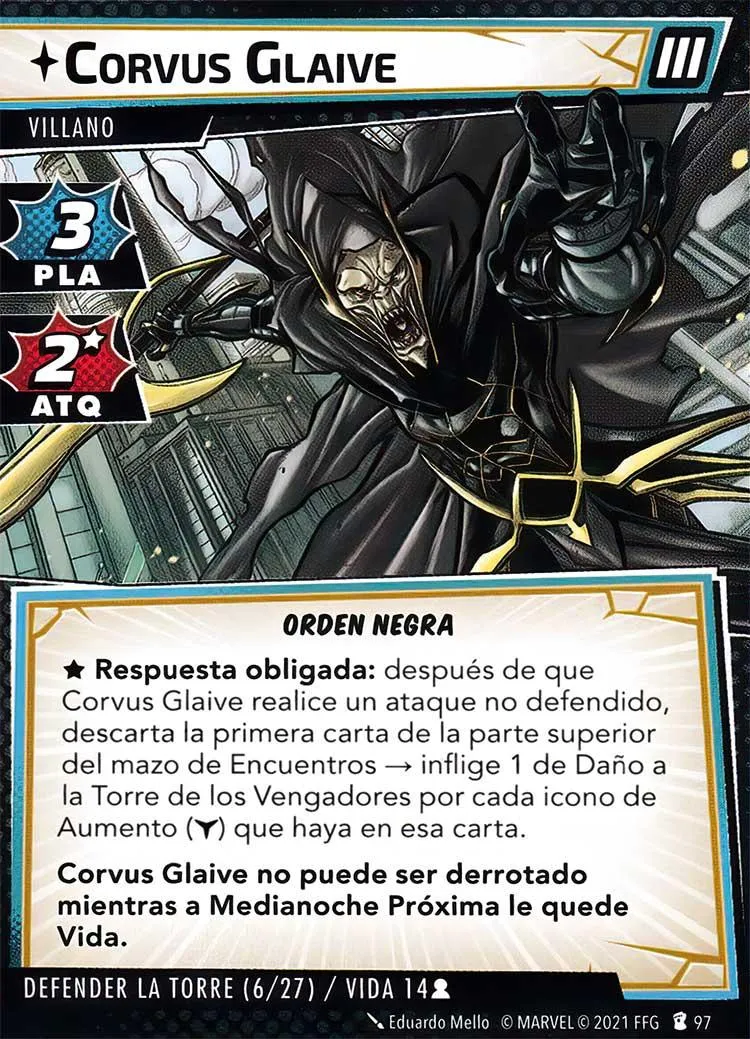 CORVUS GLAIVE
III
VILLANO
3
PLA
2★
ATQ
ORDEN NEGRA
★ Respuesta obligada: después de que
Corvus Glaive realice un ataque no defendido,
descarta la primera carta de la parte superior
del mazo de Encuentros → inflige 1 de Daño a
la Torre de los Vengadores por cada icono de
Aumento () que haya en esa carta.
Corvus Glaive no puede ser derrotado
mientras a Medianoche Próxima le quede
Vida.
DEFENDER LA TORRE (6/27) / VIDA 14
Eduardo Mello © MARVEL © 2021 FFG 97